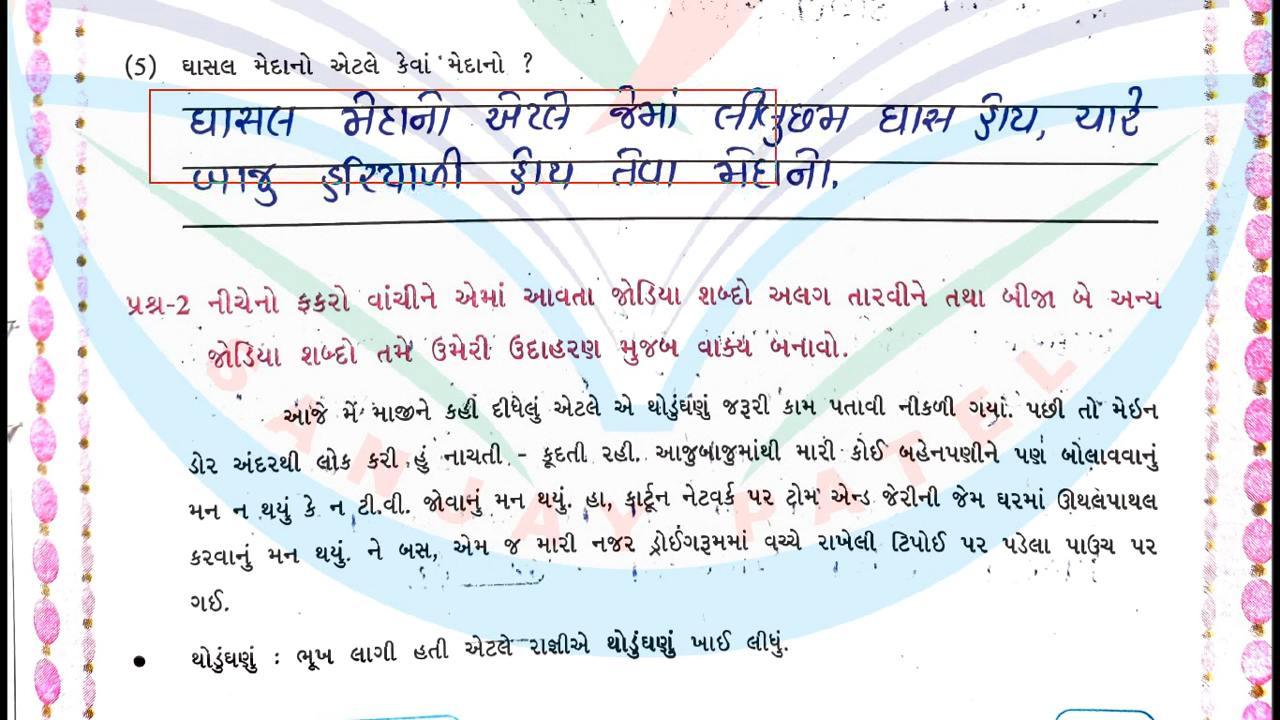 (5) ઘાસલ મેદાનો એટલે કેવાં મેદાનો ?
ઘાસલ મેદાનો એટલે જેમાં લીલુછમ ઘાસ હોય, ચારે
બાજુ હરિયાળી હોય તેવા મેદાનો.
પ્રશ્ન-2 નીચેનો ફકરો વાંચીને એમાં આવતા જોડિયા શબ્દો અલગ તારવીને તથા બીજા બે અન્ય
જોડિયા શબ્દો તમે ઉમેરી ઉદાહરણ મુજબ વાક્ય બનાવો.
આજે મેં માજીને કહી દીધેલું એટલે એ થોડુંઘણું જરૂરી કામ પતાવી નીકળી ગયાં. પછી તો મેઇન
ડોર અંદરથી લોક કરી હું નાચતી - કૂદતી રહી. આજુબાજુમાંથી મારી કોઈ બહેનપણીને પણ બોલાવવાનું
મન ન થયું કે ન ટી.વી. જોવાનું મન થયું. હા, કાર્ટૂન નેટવર્ક પર ટોમ એન્ડ જેરીની જેમ ઘરમાં ઊથલપાથલ
કરવાનું મન થયું. ને બસ, એમ જ મારી નજર ડ્રોઈંગરૂમમાં વચ્ચે રાખેલી ટિપોઈ પર પડેલા પાઉચ પર
ગઈ.
• થોડુંઘણું : ભૂખ લાગી હતી એટલે રાજ્ઞીએ થોડુંઘણું ખાઈ લીધું.
SANJAY PATEL